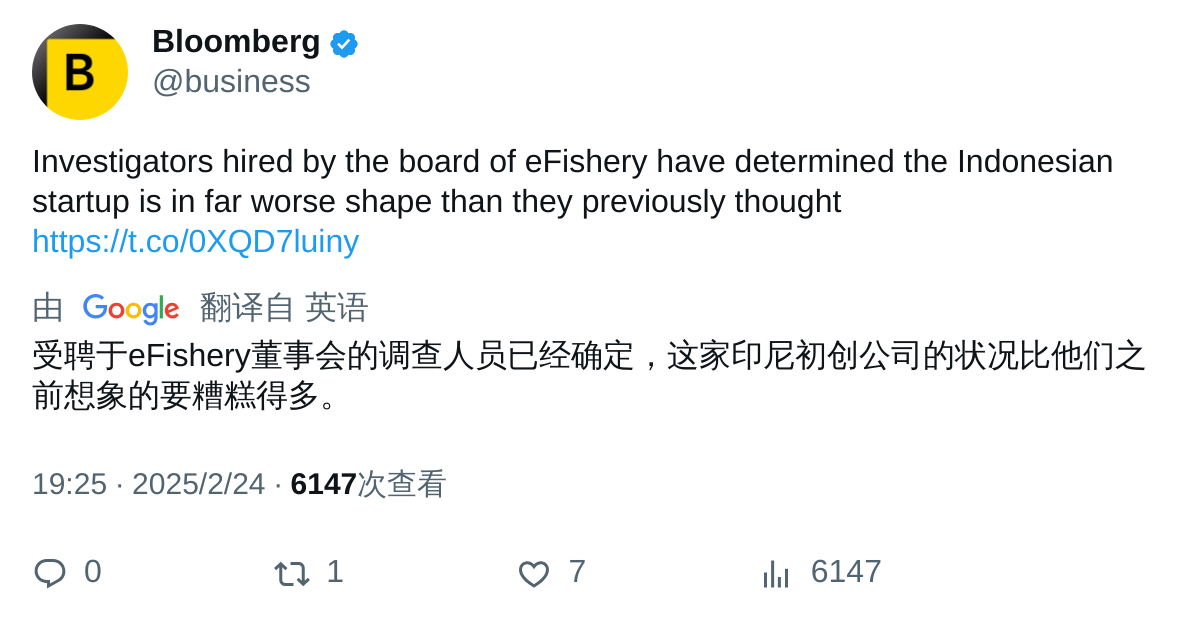 B
Bloomberg
@business
Investigators hired by the board of eFishery have determined the Indonesian
startup is in far worse shape than they previously thought
https://t.co/0XQD7luiny
由 Google 翻译自 英语
受聘于eFishery董事会的调查人员已经确定，这家印尼初创公司的状况比他们之
前想象的要糟糕得多。
19:25 · 2025/2/24 · 6147次查看
0 1 7 6147